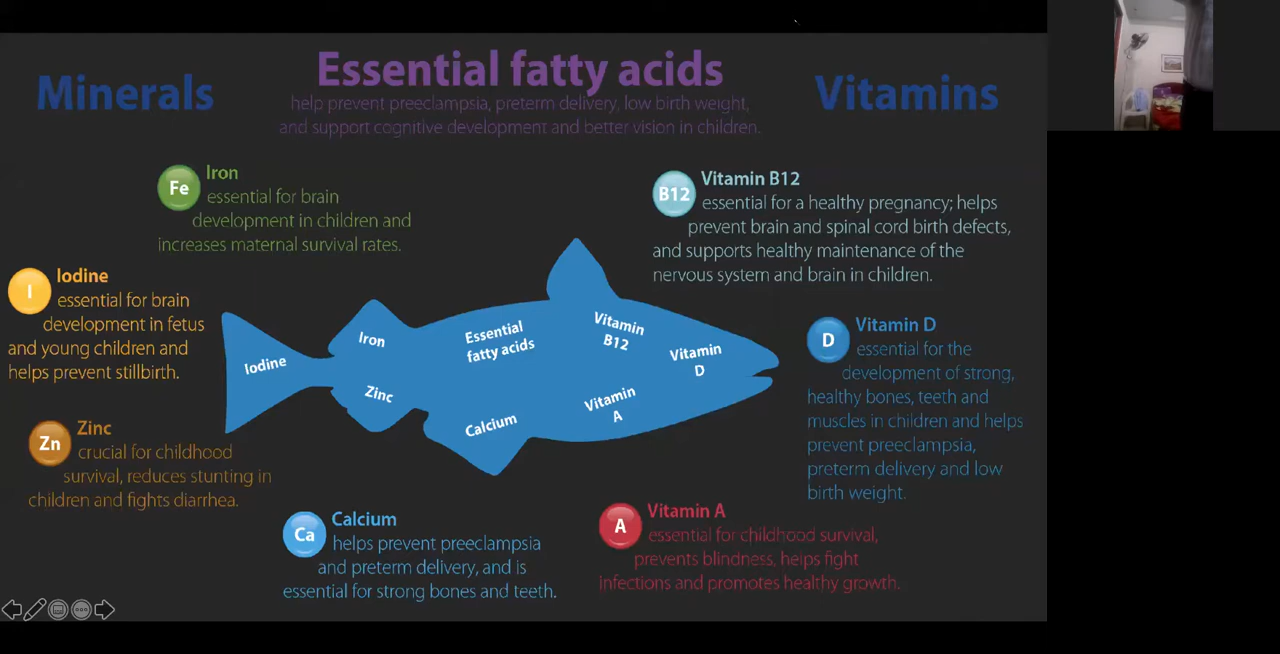 Minerals
Essential fatty acids
help prevent preeclampsia, preterm delivery, low birth weight,
and support cognitive development and better vision in children.
Vitamins
Fe
Iron
essential for brain
development in children and
increases maternal survival rates.
B12
Vitamin B12
essential for a healthy pregnancy; helps
prevent brain and spinal cord birth defects,
and supports healthy maintenance of the
nervous system and brain in children.
I
Iodine
essential for brain
development in fetus
and young children and
helps prevent stillbirth.
Iodine
Iron
Zinc
Essential
fatty acids
Calcium
Vitamin
B12
Vitamin
A
Vitamin
D
D
Vitamin D
essential for the
development of strong,
healthy bones, teeth and
muscles in children and helps
prevent preeclampsia,
preterm delivery and low
birth weight.
Zn
Zinc
crucial for childhood
survival, reduces stunting in
children and fights diarrhea.
Ca
Calcium
helps prevent preeclampsia
and preterm delivery, and is
essential for strong bones and teeth.
A
Vitamin A
essential for childhood survival,
prevents blindness, helps fight
infections and promotes healthy growth.